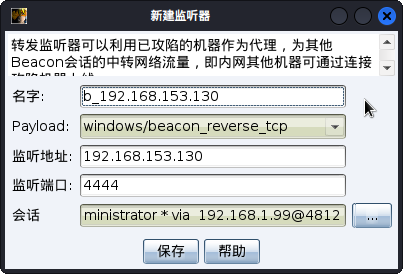 新建监听器
转发监听器可以利用已攻陷的机器作为代理，为其他
Beacon会话的中转网络流量，即内网其他机器可通过连接
名字: b_192.168.153.130
Payload: windows/beacon_reverse_tcp
监听地址: 192.168.153.130
监听端口: 4444
会话 ministrator * via 192.168.1.99@4812 ...
保存 帮助